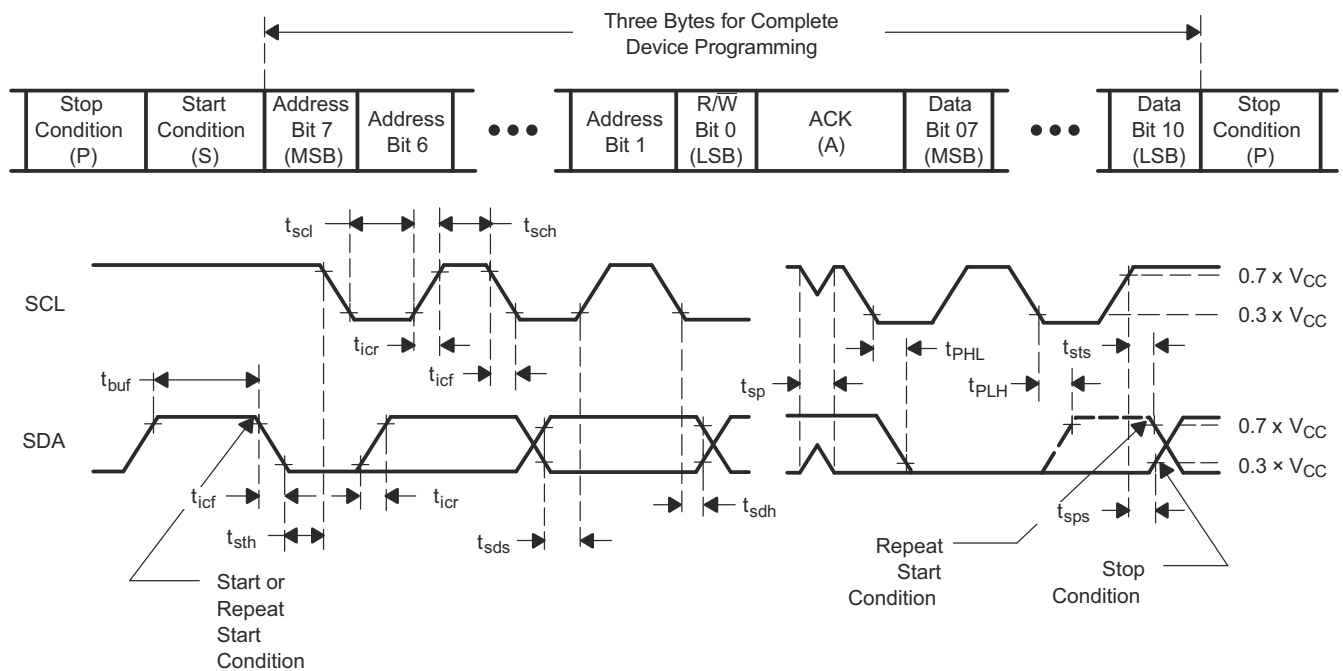 Three Bytes for Complete
Device Programming
Stop
Condition
(P)
Start
Condition
(S)
Address
Bit 7
(MSB)
Address
Bit 6
•••
Address
Bit 1
R/W̅
Bit 0
(LSB)
ACK
(A)
Data
Bit 07
(MSB)
•••
Data
Bit 10
(LSB)
Stop
Condition
(P)
tscl
tsch
SCL
0.7 x VCC
0.3 x VCC
ticr
ticf
tPHL
tsts
tbuf
tsp
tPLH
SDA
0.7 x VCC
0.3 × VCC
ticf
ticr
tsdh
tsps
tsth
tsds
Start or
Repeat
Start
Condition
Repeat
Start
Condition
Stop
Condition